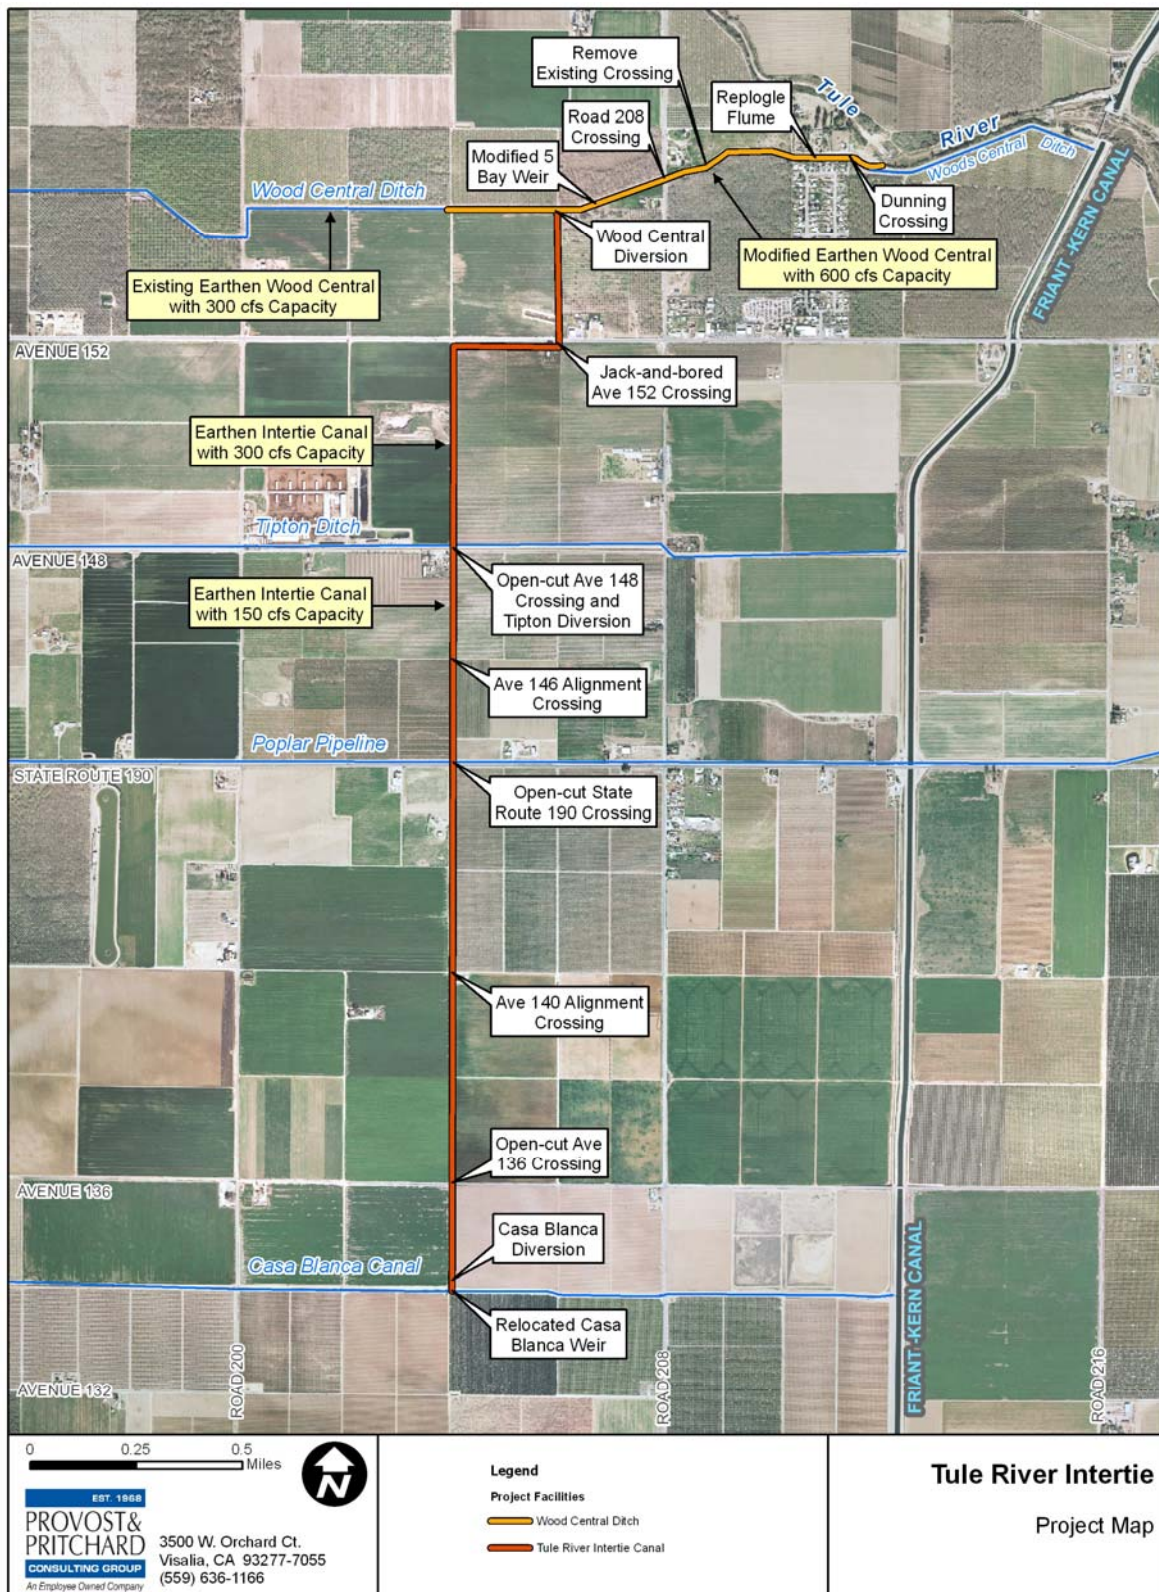 Remove
Existing Crossing
Tule
River
Replogle
Flume
Road 208
Crossing
Modified 5
Bay Weir
Woods Central Ditch
Wood Central Ditch
Dunning
Crossing
Wood Central
Diversion
Modified Earthen Wood Central
with 600 cfs Capacity
Existing Earthen Wood Central
with 300 cfs Capacity
FRIANT -KERN CANAL
AVENUE 152
Jack-and-bored
Ave 152 Crossing
Earthen Intertie Canal
with 300 cfs Capacity
Tipton Ditch
AVENUE 148
Open-cut Ave 148
Crossing and
Tipton Diversion
Earthen Intertie Canal
with 150 cfs Capacity
Ave 146 Alignment
Crossing
Poplar Pipeline
STATE ROUTE 190
Open-cut State
Route 190 Crossing
Ave 140 Alignment
Crossing
Open-cut Ave
136 Crossing
AVENUE 136
Casa Blanca
Diversion
Casa Blanca Canal
Relocated Casa
Blanca Weir
FRIANT -KERN CANAL
AVENUE 132
ROAD 200
ROAD 208
ROAD 216
0 0.25 0.5
Miles
N
EST. 1968
PROVOST&
PRITCHARD
CONSULTING GROUP
An Employee Owned Company
3500 W. Orchard Ct.
Visalia, CA 93277-7055
(559) 636-1166
Legend
Project Facilities
Wood Central Ditch
Tule River Intertie Canal
Tule River Intertie
Project Map